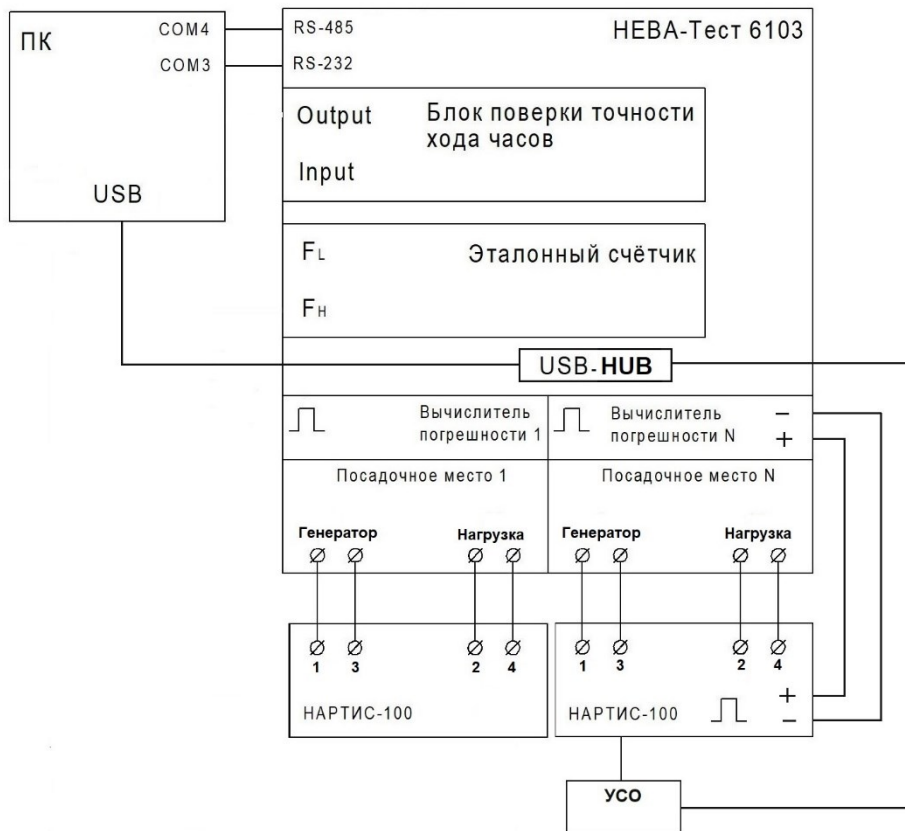 ПК
COM4
COM3
USB
RS-485
НЕВА-Тест 6103
RS-232
Output
Блок поверки точности
хода часов
Input
FL
Эталонный счётчик
FH
USB-HUB
Вычислитель
погрешности 1
Вычислитель
погрешности N
−
+
Посадочное место 1
Посадочное место N
Генератор
Нагрузка
Генератор
Нагрузка
1 3 2 4
1 3 2 4
НАРТИС-100
НАРТИС-100
+
−
УСО